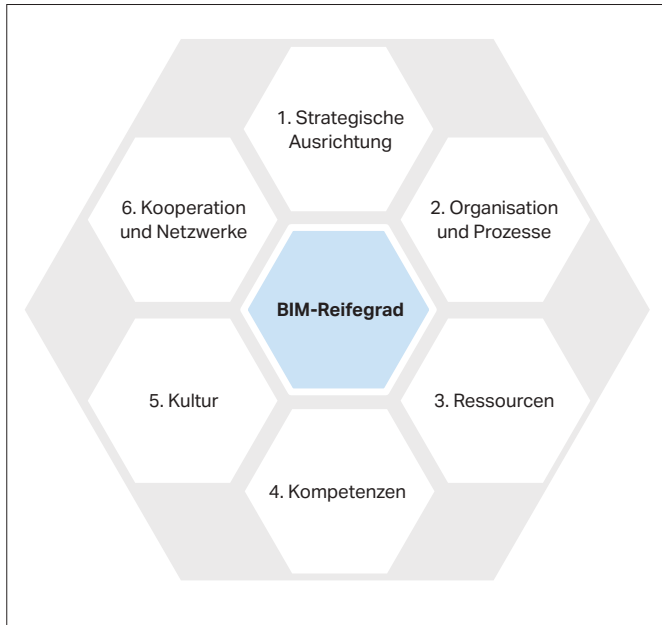 1. Strategische
Ausrichtung
2. Organisation
und Prozesse
3. Ressourcen
4. Kompetenzen
5. Kultur
6. Kooperation
und Netzwerke
BIM-Reifegrad